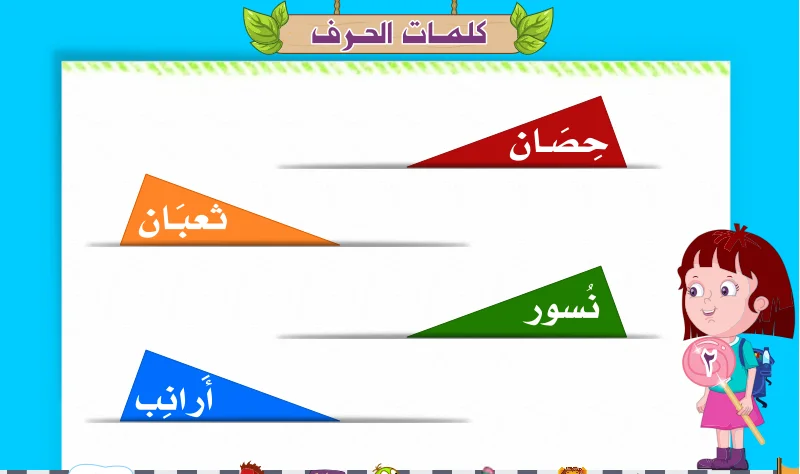 كلمات الحرف
حِصَان
ثعبَان
نُسور
أَرانِب
٢